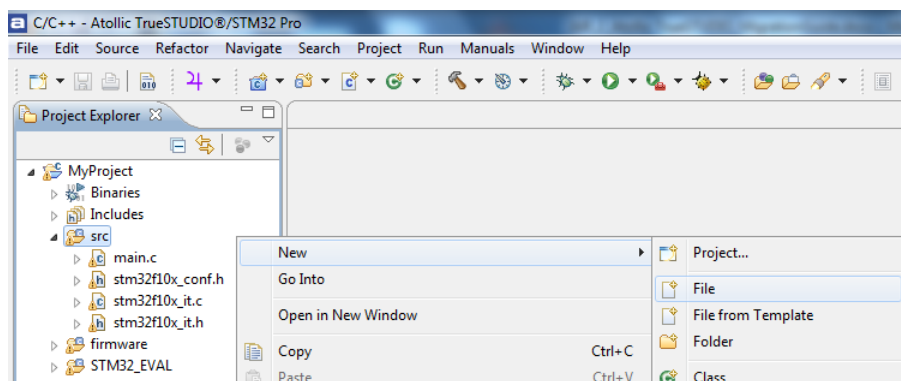 C/C++ - Atollic TrueSTUDIO®/STM32 Pro
File Edit Source Refactor Navigate Search Project Run Manuals Window Help
Project Explorer
MyProject
Binaries
Includes
src
main.c
stm32f10x_conf.h
stm32f10x_it.c
stm32f10x_it.h
firmware
STM32_EVAL
New
Go Into
Open in New Window
Copy Ctrl+C
Paste Ctrl+V
Project...
File
File from Template
Folder
Class